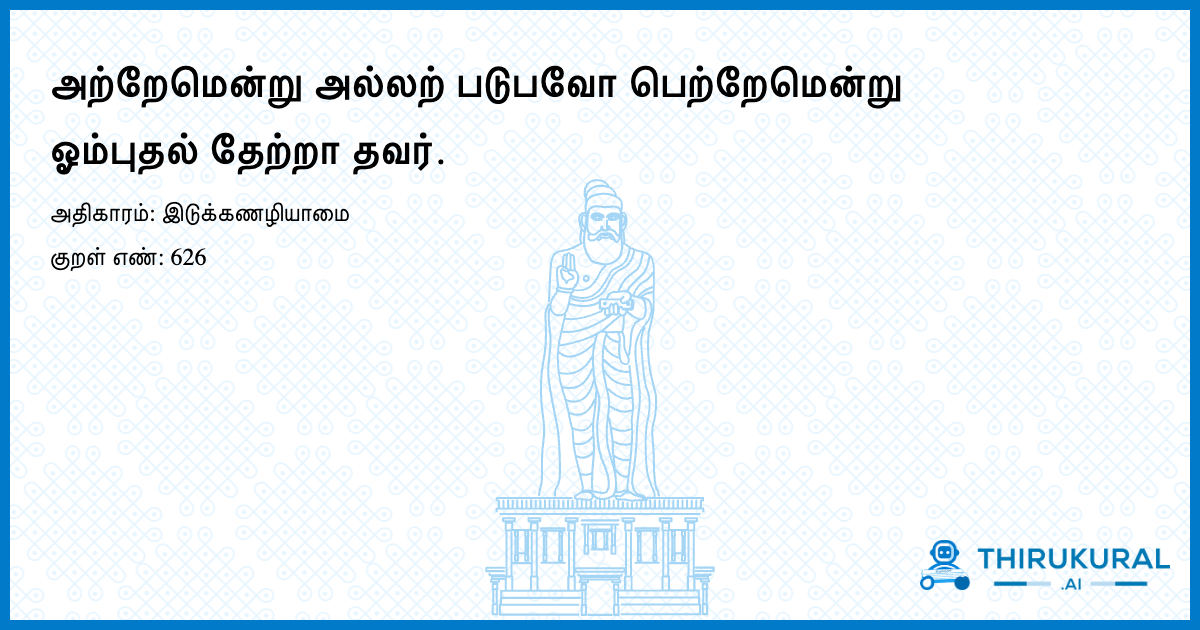 அற்றேமென்று அல்லற் படுபவோ பெற்றேமென்று
ஓம்புதல் தேற்றா தவர்.
அதிகாரம்: இடுக்கணழியாமை
குறள் எண்: 626
THIRUKURAL
.AI